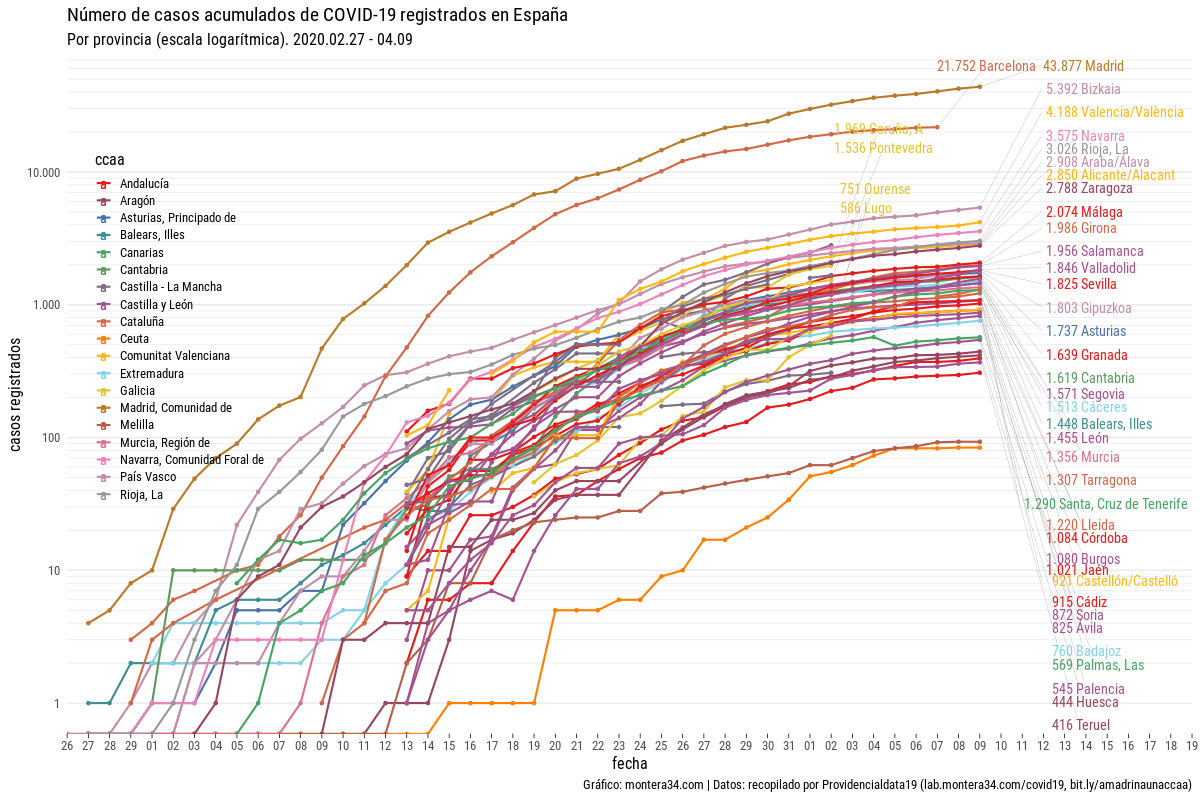 Número de casos acumulados de COVID-19 registrados en España
Por provincia (escala logarítmica). 2020.02.27 - 04.09
21.752 Barcelona
43.877 Madrid
5.392 Bizkaia
4.188 Valencia/València
1.969 Coruña, A
1.536 Pontevedra
3.575 Navarra
3.026 Rioja, La
2.908 Araba/Álava
2.850 Alicante/Alacant
2.788 Zaragoza
751 Ourense
586 Lugo
2.074 Málaga
1.986 Girona
1.956 Salamanca
1.846 Valladolid
1.825 Sevilla
1.803 Gipuzkoa
1.737 Asturias
1.639 Granada
1.619 Cantabria
1.571 Segovia
1.513 Cáceres
1.448 Balears, Illes
1.455 León
1.356 Murcia
1.307 Tarragona
1.290 Santa, Cruz de Tenerife
1.220 Lleida
1.084 Córdoba
1.080 Burgos
1.021 Jaén
921 Castellón/Castelló
915 Cádiz
872 Soria
825 Ávila
760 Badajoz
569 Palmas, Las
545 Palencia
444 Huesca
416 Teruel
ccaa
Andalucía
Aragón
Asturias, Principado de
Balears, Illes
Canarias
Cantabria
Castilla - La Mancha
Castilla y León
Cataluña
Ceuta
Comunitat Valenciana
Extremadura
Galicia
Madrid, Comunidad de
Melilla
Murcia, Región de
Navarra, Comunidad Foral de
País Vasco
Rioja, La
casos registrados
10.000
1.000
100
10
1
26 27 28 29 01 02 03 04 05 06 07 08 09 10 11 12 13 14 15 16 17 18 19 20 21 22 23 24 25 26 27 28 29 30 31 01 02 03 04 05 06 07 08 09 10 11 12 13 14 15 16 17 18 19
fecha
Gráfico: montera34.com | Datos: recopilado por Providencialdata19 (lab.montera34.com/covid19, bit.ly/amadrinaunaccaa)